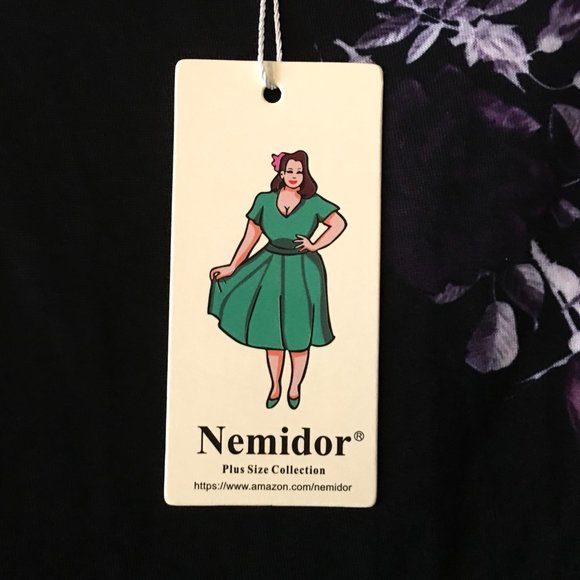 Nemidor®
Plus Size Collection
https://www.amazon.com/nemidor